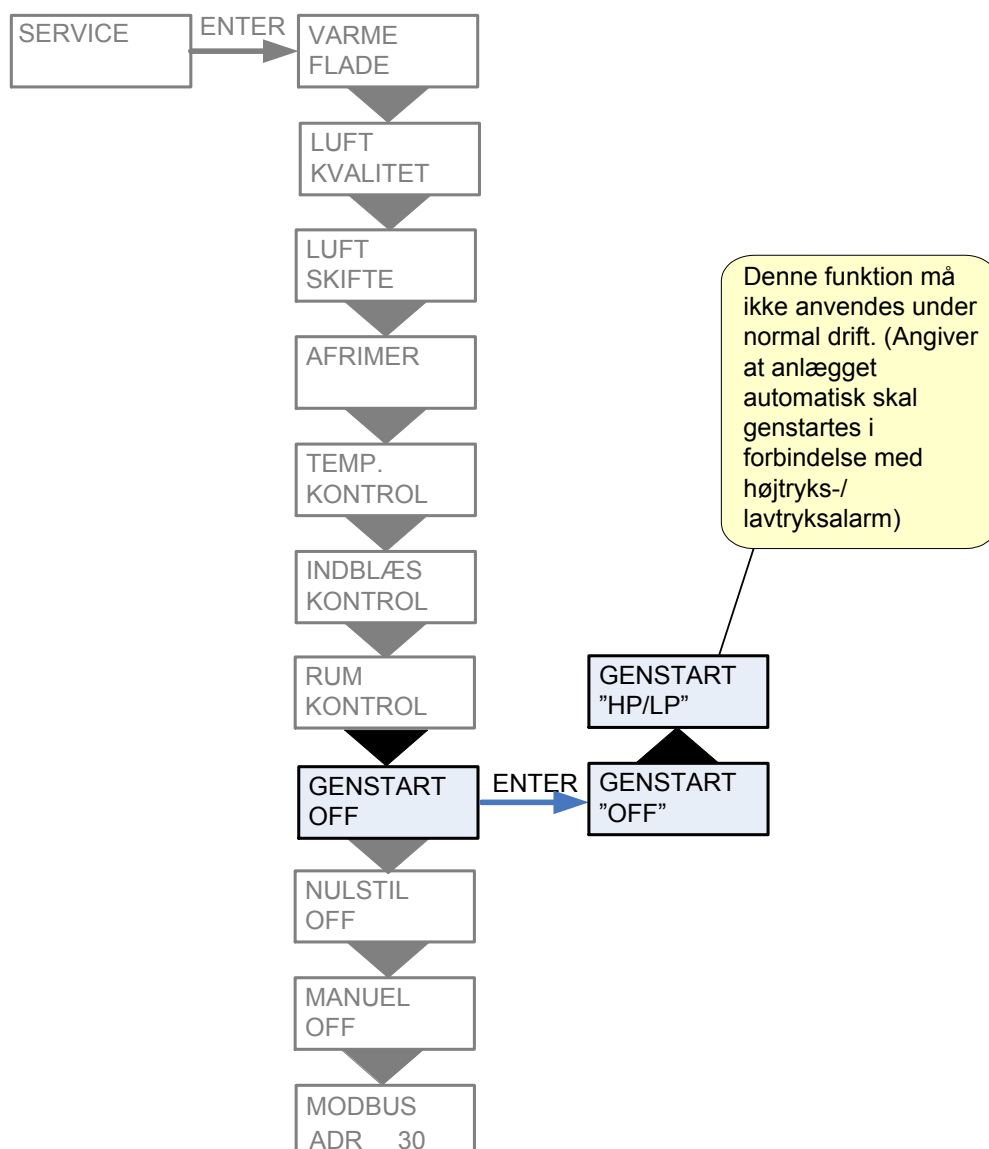 SERVICE
ENTER
VARME
FLADE
LUFT
KVALITET
LUFT
SKIFTE
AFRIMER
TEMP.
KONTROL
INDBLÆS
KONTROL
RUM
KONTROL
Denne funktion må
ikke anvendes under
normal drift. (Angiver
at anlægget
automatisk skal
genstartes i
forbindelse med
højtryks-/
lavtryksalarm)
GENSTART
”HP/LP”
GENSTART
OFF
ENTER
GENSTART
”OFF”
NULSTIL
OFF
MANUEL
OFF
MODBUS
ADR 30